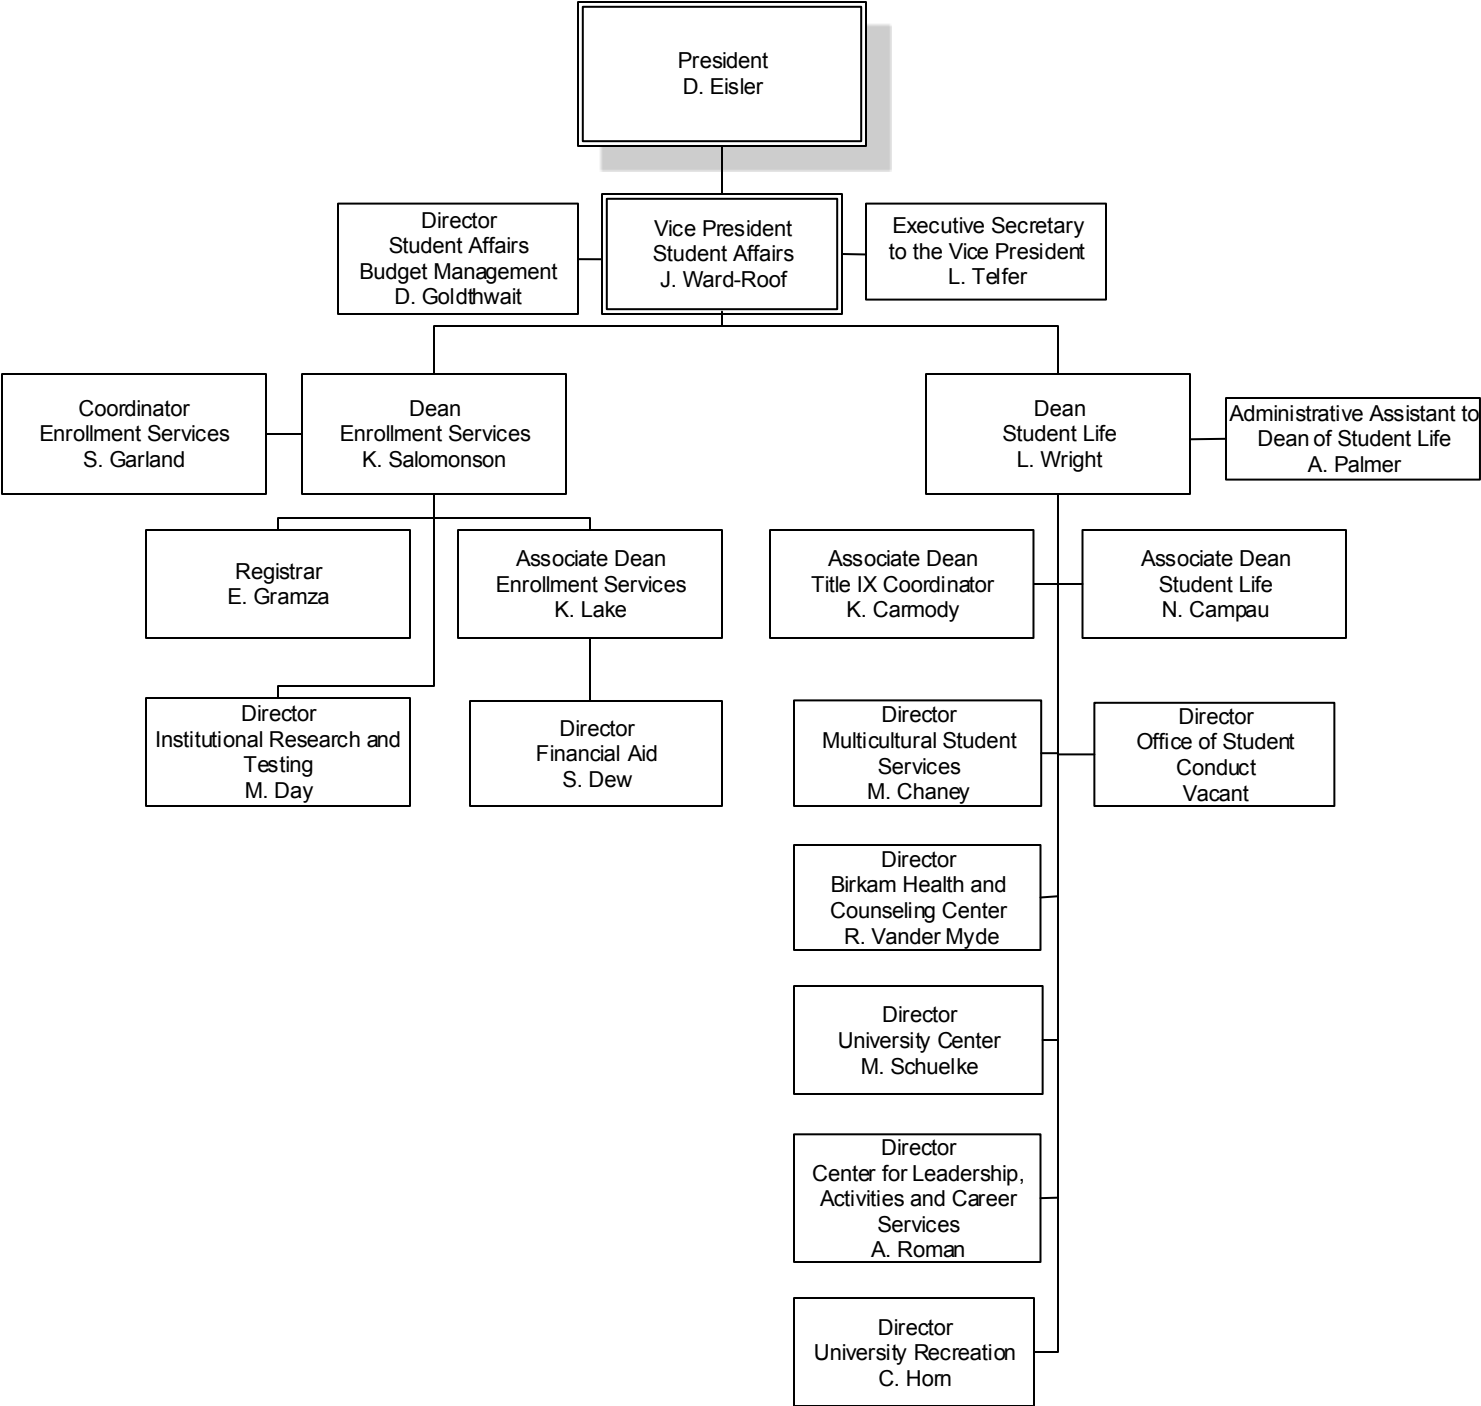 President
D. Eisler
Director
Student Affairs
Budget Management
D. Goldthwait
Vice President
Student Affairs
J. Ward-Roof
Executive Secretary
to the Vice President
L. Telfer
Coordinator
Enrollment Services
S. Garland
Dean
Enrollment Services
K. Salomonson
Dean
Student Life
L. Wright
Administrative Assistant to
Dean of Student Life
A. Palmer
Registrar
E. Gramza
Associate Dean
Enrollment Services
K. Lake
Associate Dean
Title IX Coordinator
K. Carmody
Associate Dean
Student Life
N. Campau
Director
Institutional Research and
Testing
M. Day
Director
Financial Aid
S. Dew
Director
Multicultural Student
Services
M. Chaney
Director
Office of Student
Conduct
Vacant
Director
Birkam Health and
Counseling Center
R. Vander Myde
Director
University Center
M. Schuelke
Director
Center for Leadership,
Activities and Career
Services
A. Roman
Director
University Recreation
C. Horn